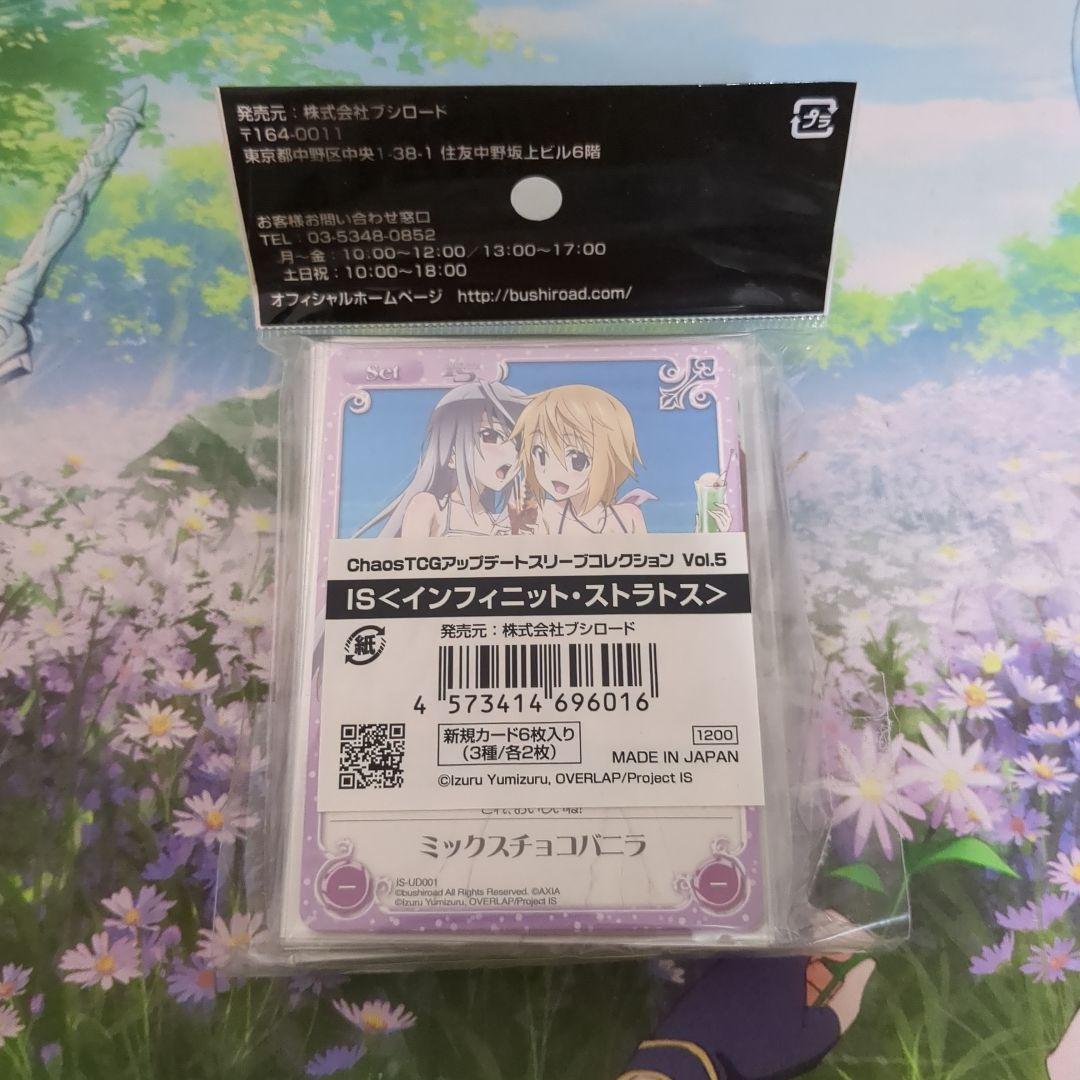 発売元：株式会社ブシロード
〒164-0011
東京都中野区中央1-38-1 住友中野坂上ビル6階
プラ
お客様お問い合わせ窓口
TEL：03-5348-0852
月～金：10:00～12:00／13:00～17:00
土日祝：10:00～18:00
オフィシャルホームページ http://bushiroad.com/
Set
ChaosTCGアップデートスリーブコレクション Vol.5
IS＜インフィニット・ストラトス＞
紙
発売元：株式会社ブシロード
4 573414 696016
新規カード6枚入り
（3種/各2枚）
1200
MADE IN JAPAN
©Izuru Yumizuru, OVERLAP/Project IS
ミックスチョコバニラ
IS-UD001
©bushiroad All Rights Reserved. ©AXIA
©Izuru Yumizuru, OVERLAP/Project IS